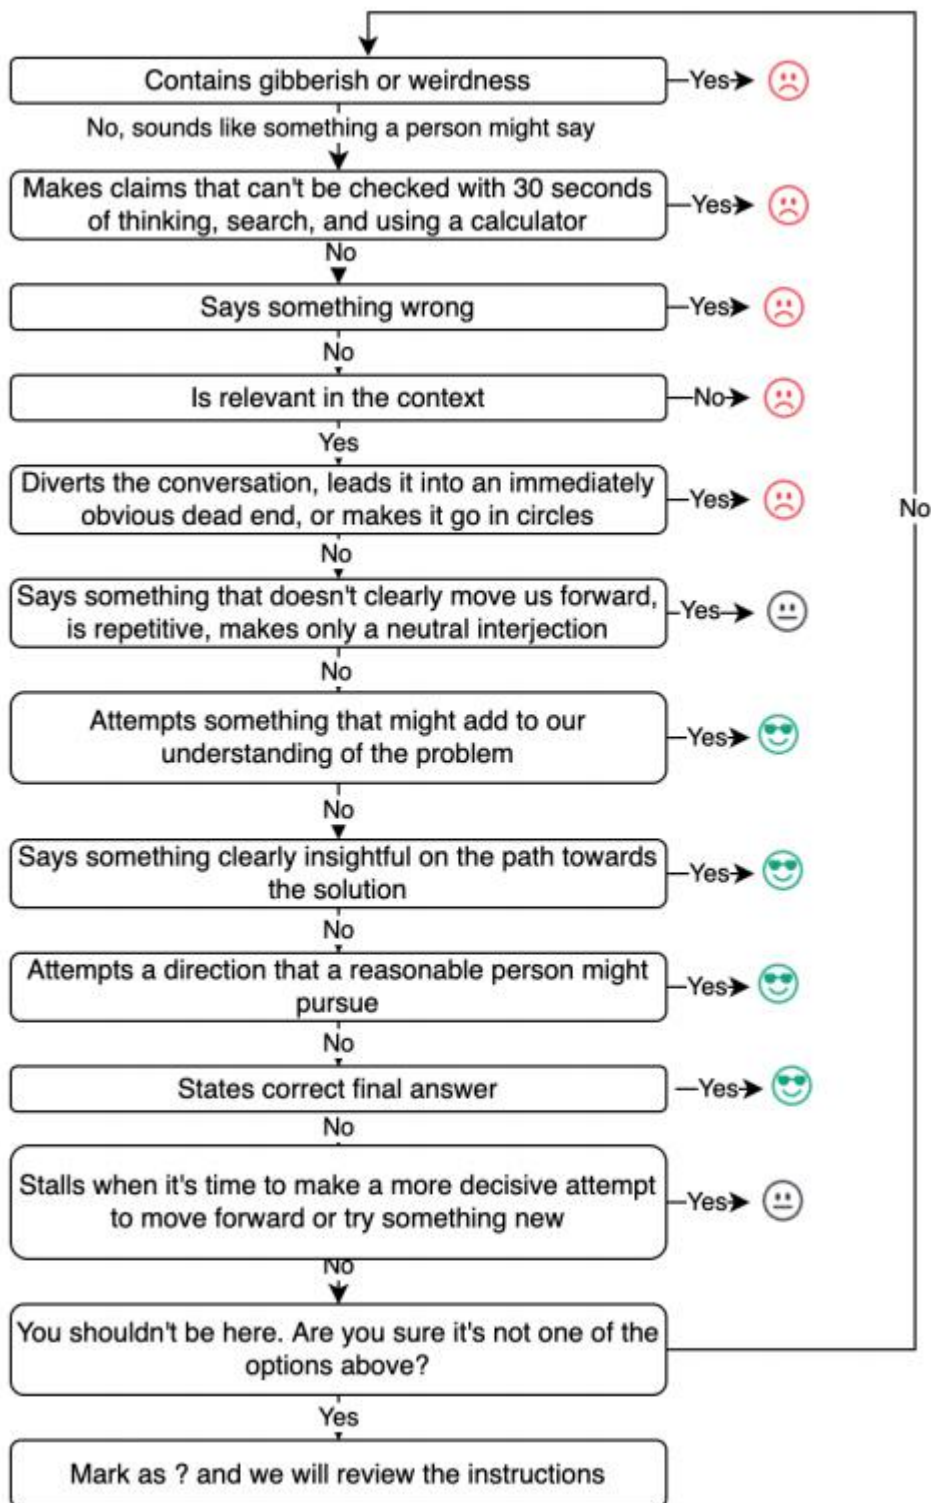 Contains gibberish or weirdness
Yes
No, sounds like something a person might say
Makes claims that can't be checked with 30 seconds
of thinking, search, and using a calculator
Yes
No
Says something wrong
Yes
No
Is relevant in the context
No
Yes
Diverts the conversation, leads it into an immediately
obvious dead end, or makes it go in circles
Yes
No
No
Says something that doesn't clearly move us forward,
is repetitive, makes only a neutral interjection
Yes
No
Attempts something that might add to our
understanding of the problem
Yes
No
Says something clearly insightful on the path towards
the solution
Yes
No
Attempts a direction that a reasonable person might
pursue
Yes
No
States correct final answer
Yes
No
Stalls when it's time to make a more decisive attempt
to move forward or try something new
Yes
No
You shouldn't be here. Are you sure it's not one of the
options above?
Yes
Mark as ? and we will review the instructions